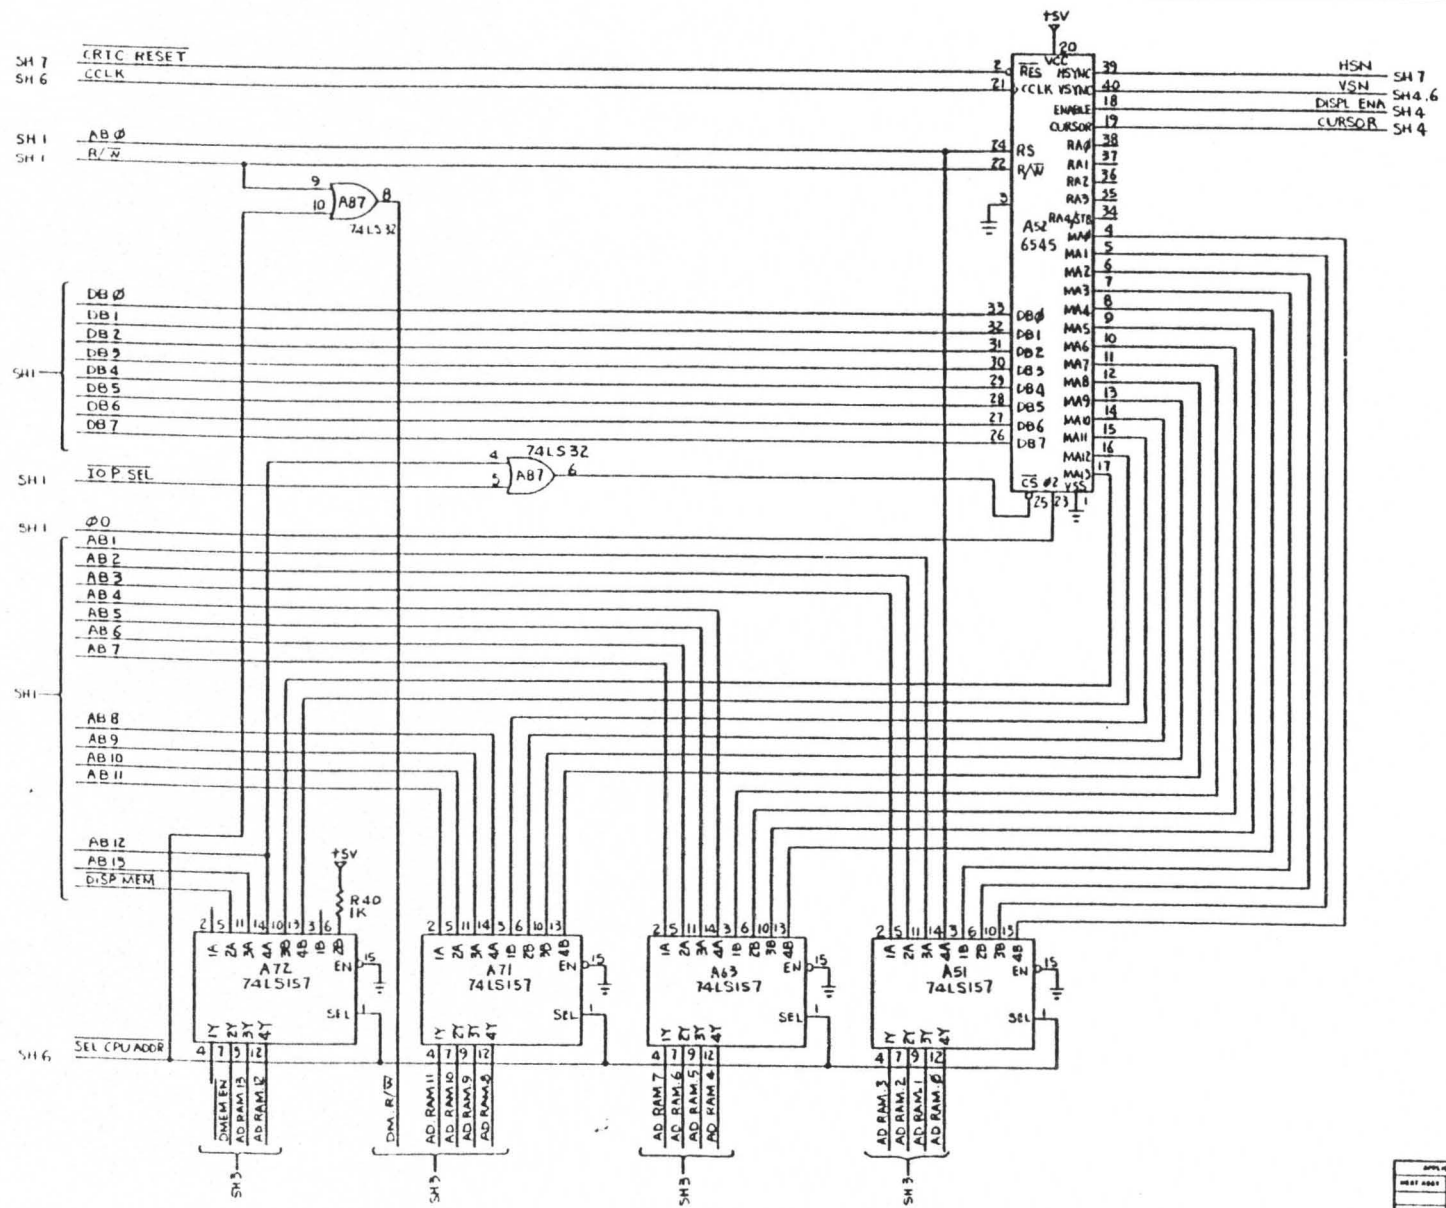 +5V
SH 7 CRTC RESET
SH 6 CCLK
SH 1 AB Ø
SH 1 R/W
2 RES
21 CCLK
24 RS
22 R/W
3
20
VCC
HSYNC 39 HSN SH 7
VSYNC 40 VSN SH 4,6
ENABLE 18 DISPL ENA SH 4
CURSOR 19 CURSOR SH 4
RAØ 38
RA1 37
RA2 36
RA3 35
RA4/STB 34
A52
6545
MAØ 4
MA1 5
MA2 6
MA3 7
MA4 8
MA5 9
MA6 10
MA7 11
MA8 12
MA9 13
MA10 14
MA11 15
MA12 16
MA13 17
9
10
A87
8
74LS32
SH1
DB Ø
DB 1
DB 2
DB 3
DB 4
DB 5
DB 6
DB 7
33 DBØ
32 DB1
31 DB2
30 DB3
29 DB4
28 DB5
27 DB6
26 DB7
74LS32
4
5
A87
6
CS Ø2 VSS
25 23 1
SH 1 IO P SEL
SH 1 ØO
SH1
AB 1
AB 2
AB 3
AB 4
AB 5
AB 6
AB 7
AB 8
AB 9
AB 10
AB 11
AB 12
AB 13
DISP MEM
+5V
R40
1K
2 5 11 14 10 13 3 6
1A 2A 3A 4A 3B 4B 1B 2B
A72
74LS157
EN 15
SEL 1
1Y 2Y 3Y 4Y
4 7 9 12
2 5 11 14 3 6 10 13
1A 2A 3A 4A 1B 2B 3B 4B
A71
74LS157
EN 15
SEL 1
1Y 2Y 3Y 4Y
4 7 9 12
2 5 11 14 3 6 10 13
1A 2A 3A 4A 1B 2B 3B 4B
A63
74LS157
EN 15
SEL 1
1Y 2Y 3Y 4Y
4 7 9 12
2 5 11 14 3 6 10 13
1A 2A 3A 4A 1B 2B 3B 4B
A51
74LS157
EN 15
SEL 1
1Y 2Y 3Y 4Y
4 7 9 12
SH 6 SEL CPU ADDR
DMEM EN
AD RAM 13
AD RAM 12
DM R/W
AD RAM 11
AD RAM 10
AD RAM 9
AD RAM 8
AD RAM 7
AD RAM 6
AD RAM 5
AD RAM 4
AD RAM 3
AD RAM 2
AD RAM 1
AD RAM Ø
SH3
SH3
SH3
SH3
NEXT ASSY